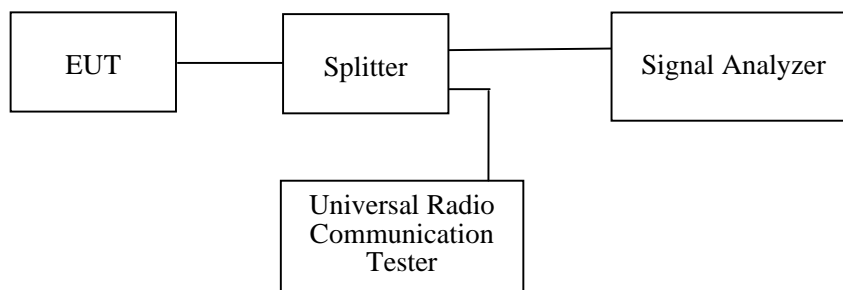 EUT
Splitter
Signal Analyzer
Universal Radio
Communication
Tester